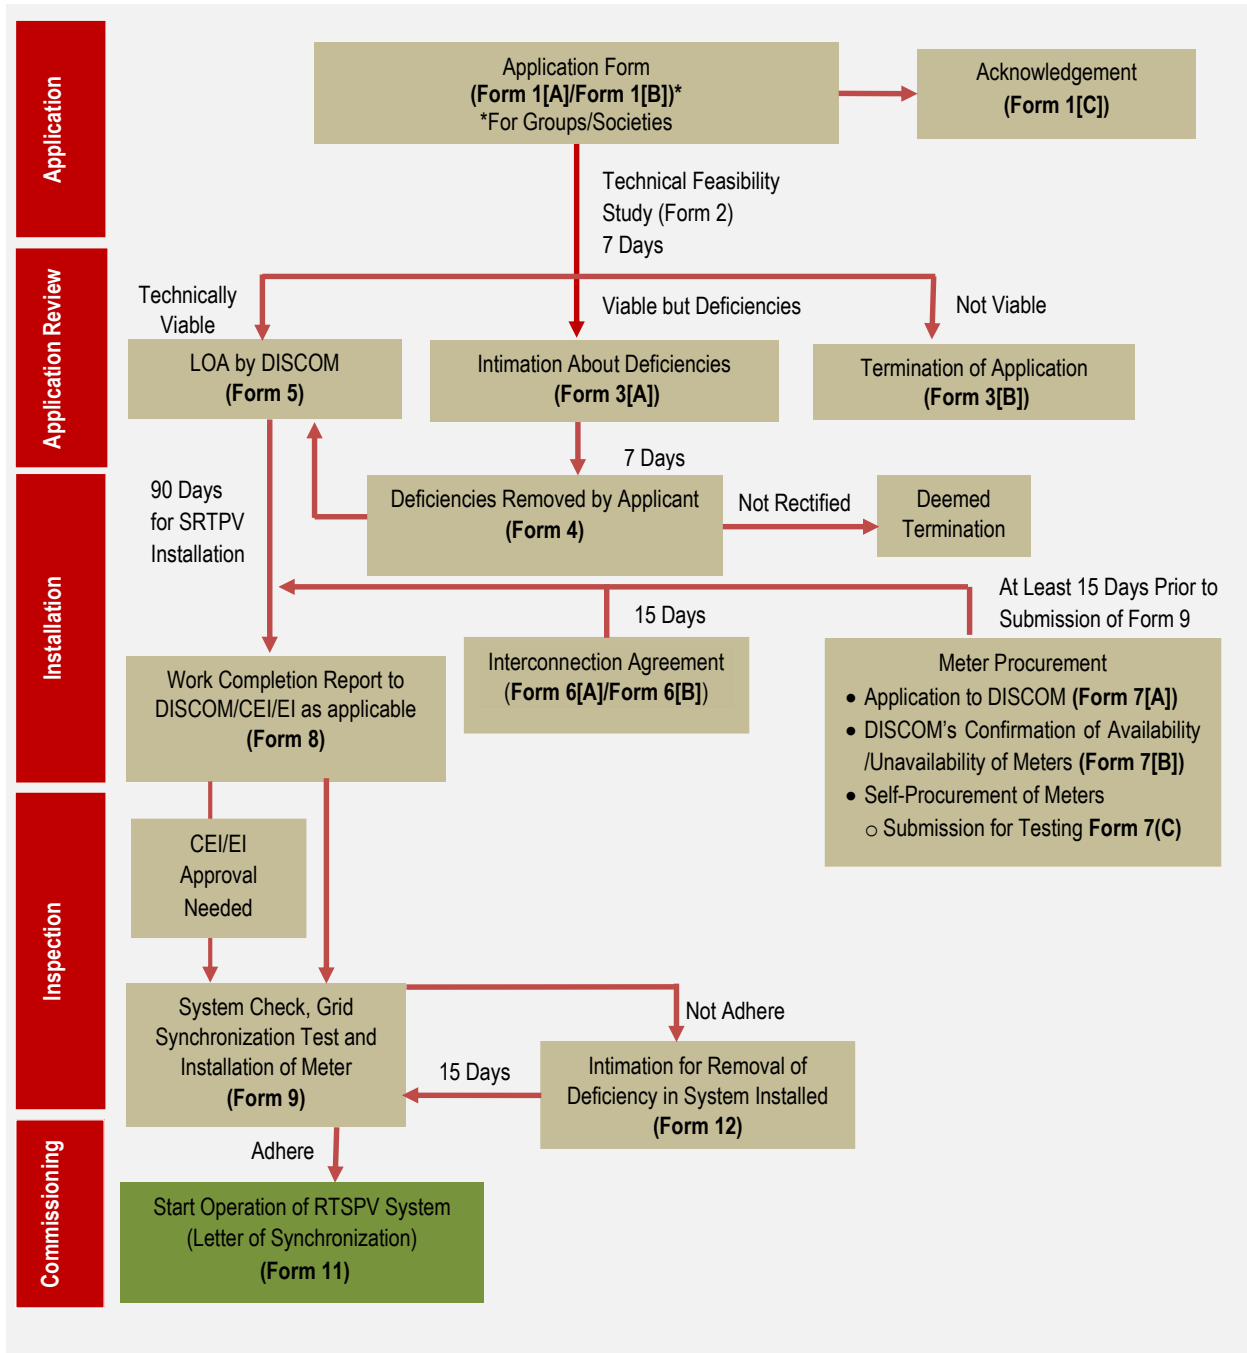 Application
Application Form
(Form 1[A]/Form 1[B])*
*For Groups/Societies
Acknowledgement
(Form 1[C])
Technical Feasibility
Study (Form 2)
7 Days
Application Review
Technically
Viable
Viable but Deficiencies
Not Viable
LOA by DISCOM
(Form 5)
Intimation About Deficiencies
(Form 3[A])
Termination of Application
(Form 3[B])
7 Days
Installation
90 Days
for SRTPV
Installation
Deficiencies Removed by Applicant
(Form 4)
Not Rectified
Deemed
Termination
15 Days
At Least 15 Days Prior to
Submission of Form 9
Work Completion Report to
DISCOM/CEI/EI as applicable
(Form 8)
Interconnection Agreement
(Form 6[A]/Form 6[B])
Meter Procurement
• Application to DISCOM (Form 7[A])
• DISCOM’s Confirmation of Availability
/Unavailability of Meters (Form 7[B])
• Self-Procurement of Meters
o Submission for Testing Form 7(C)
Inspection
CEI/EI
Approval
Needed
System Check, Grid
Synchronization Test and
Installation of Meter
(Form 9)
Not Adhere
15 Days
Intimation for Removal of
Deficiency in System Installed
(Form 12)
Commissioning
Adhere
Start Operation of RTSPV System
(Letter of Synchronization)
(Form 11)